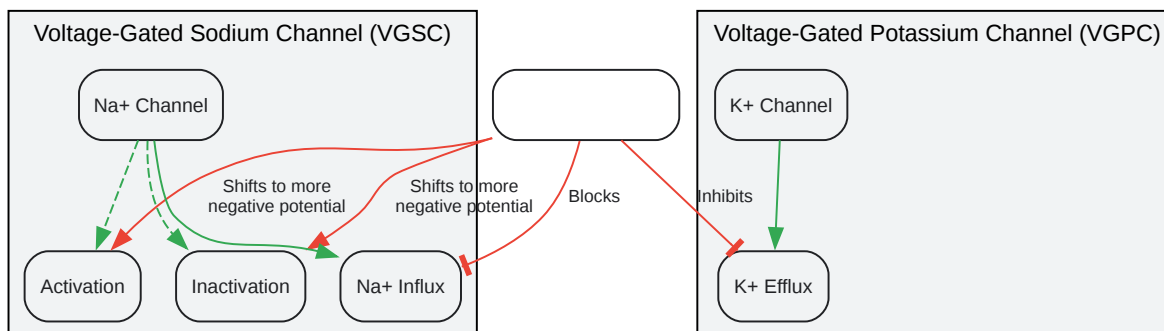 Voltage-Gated Sodium Channel (VGSC)
Voltage-Gated Potassium Channel (VGPC)
Na+ Channel
K+ Channel
Shifts to more
negative potential
Shifts to more
negative potential
Blocks
Inhibits
Activation
Inactivation
Na+ Influx
K+ Efflux